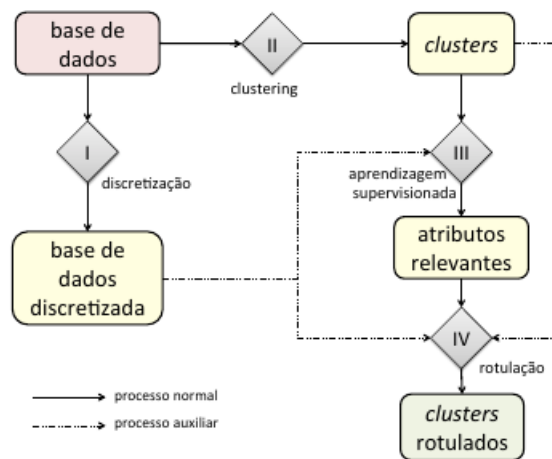 base de
dados
II
clustering
clusters
I
discretização
III
aprendizagem
supervisionada
base de
dados
discretizada
atributos
relevantes
IV
rotulação
processo normal
processo auxiliar
clusters
rotulados